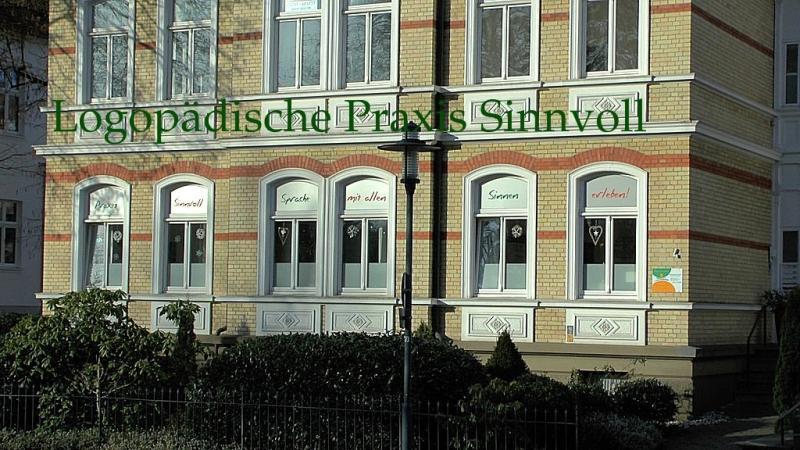 Logopädische Praxis Sinnvoll
Praxis Sinnvoll Sprache mit allen Sinnen erleben!